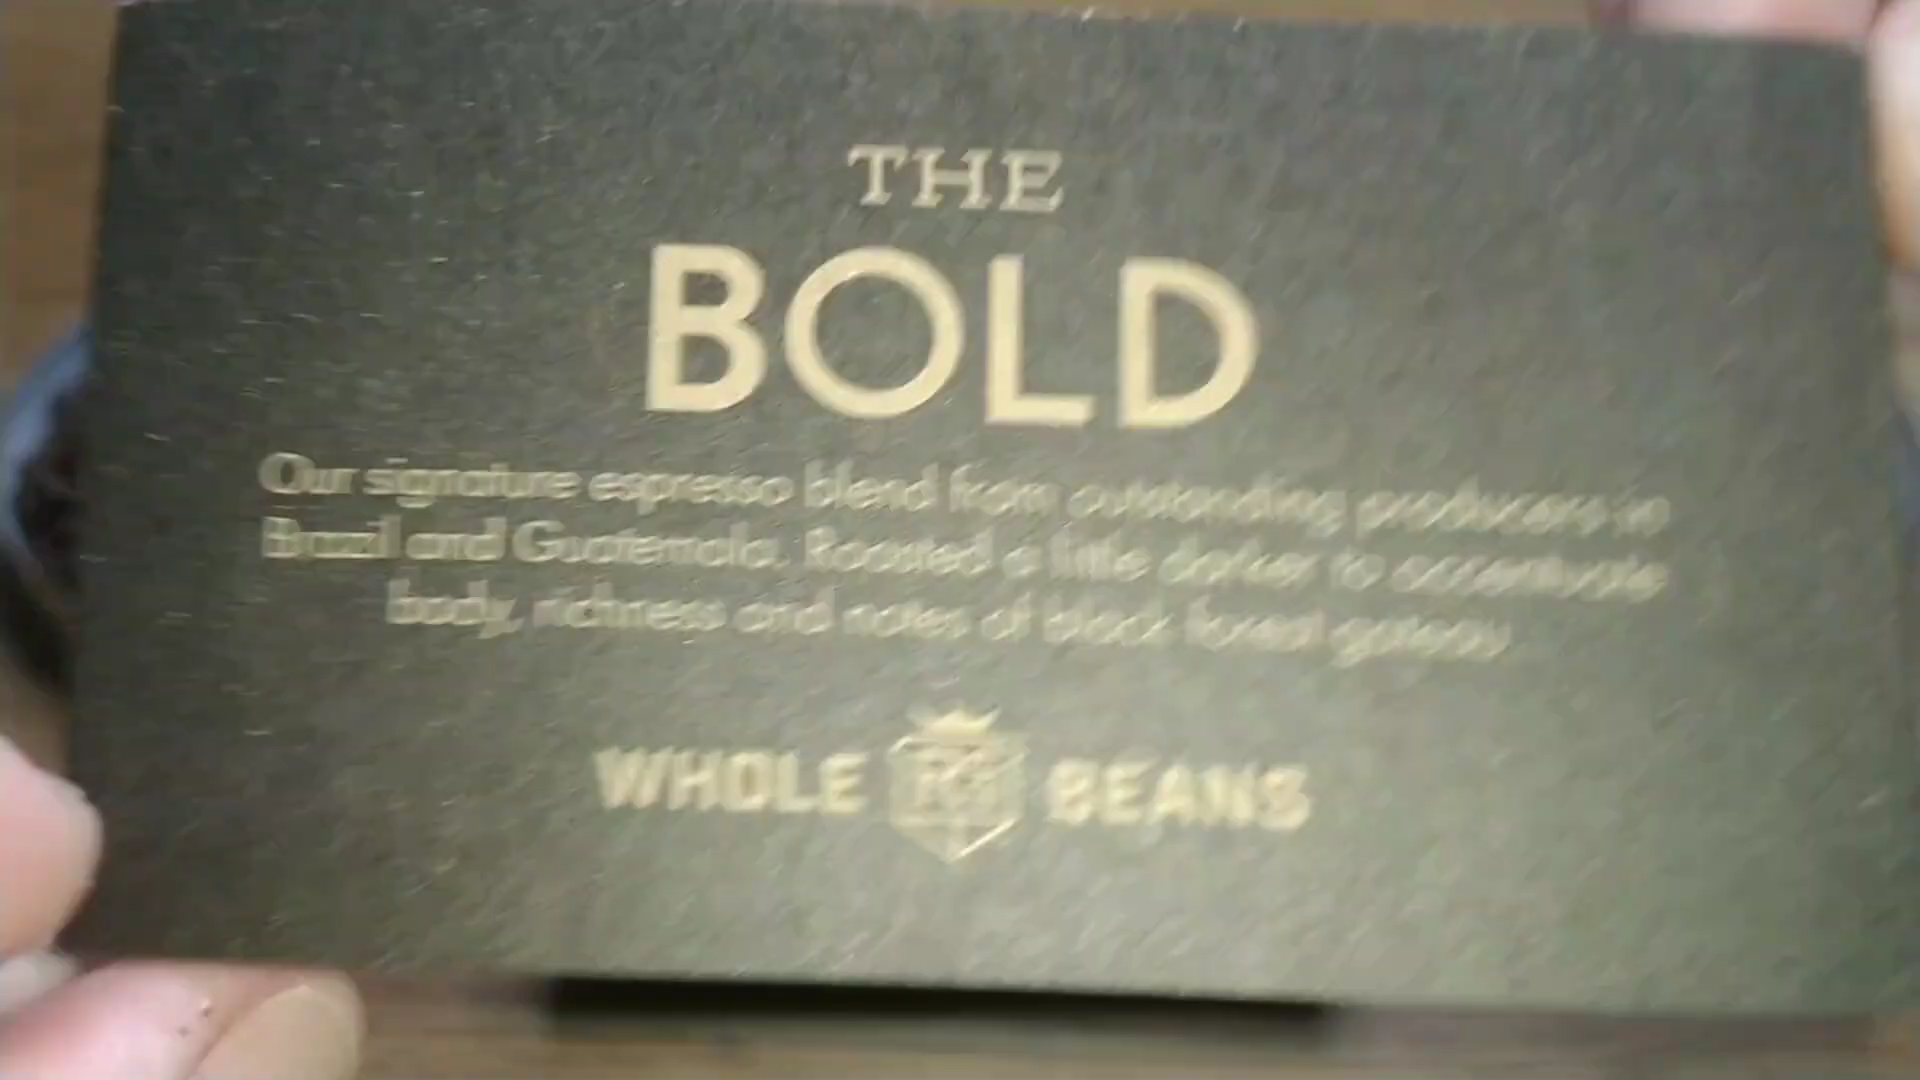 THE
BOLD
Our signature espresso blend from outstanding producers in
Brazil and Guatemala. Roasted a little darker to accentuate
body, richness and notes of black forest gateau.
WHOLE BEANS